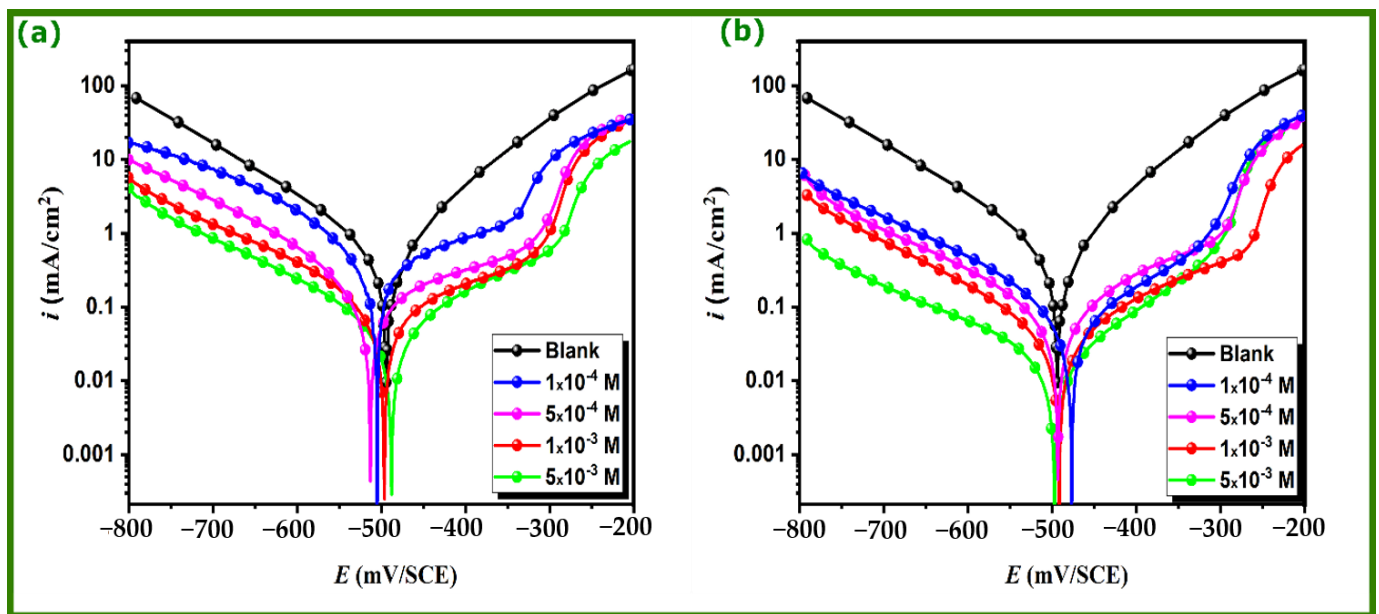 (a)
100
10
1
0.1
0.01
0.001
i (mA/cm²)
Blank
1x10⁻⁴ M
5x10⁻⁴ M
1x10⁻³ M
5x10⁻³ M
−800 −700 −600 −500 −400 −300 −200
E (mV/SCE)
(b)
100
10
1
0.1
0.01
0.001
i (mA/cm²)
Blank
1x10⁻⁴ M
5x10⁻⁴ M
1x10⁻³ M
5x10⁻³ M
−800 −700 −600 −500 −400 −300 −200
E (mV/SCE)